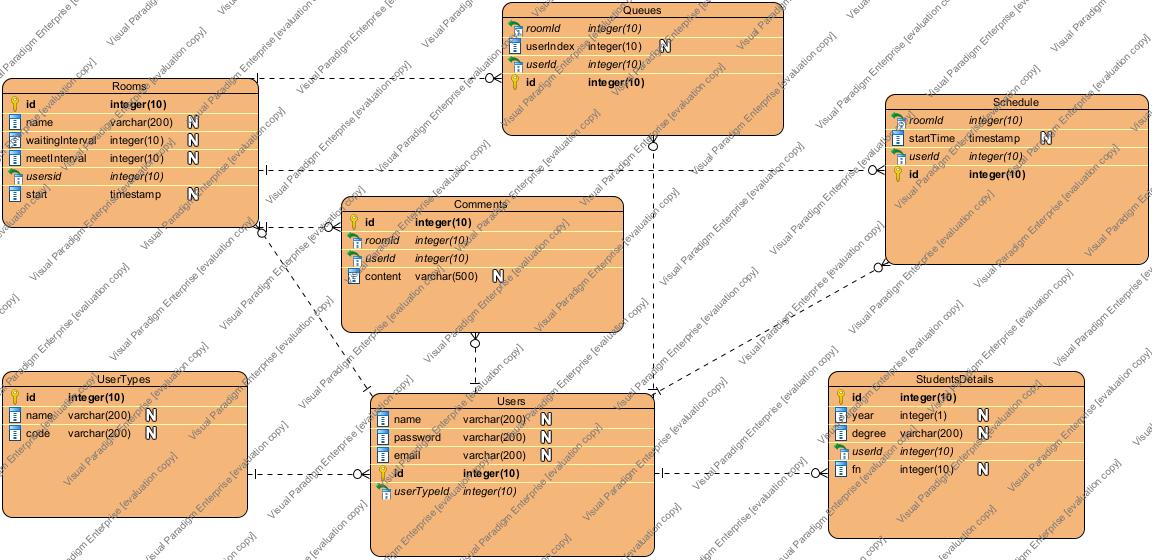 Queues
roomId integer(10)
userIndex integer(10) N
userId integer(10)
id integer(10)
Rooms
id integer(10)
name varchar(200) N
waitingInterval integer(10) N
meetInterval integer(10) N
usersid integer(10)
start timestamp N
Schedule
roomId integer(10)
startTime timestamp N
userId integer(10)
id integer(10)
Comments
id integer(10)
roomId integer(10)
userId integer(10)
content varchar(500) N
UserTypes
id integer(10)
name varchar(200) N
code varchar(200) N
Users
name varchar(200) N
password varchar(200) N
email varchar(200) N
id integer(10)
userTypeId integer(10)
StudentsDetails
id integer(10)
year integer(1) N
degree varchar(200) N
userId integer(10)
fn integer(10) N
Visual Paradigm Enterprise [evaluation copy]